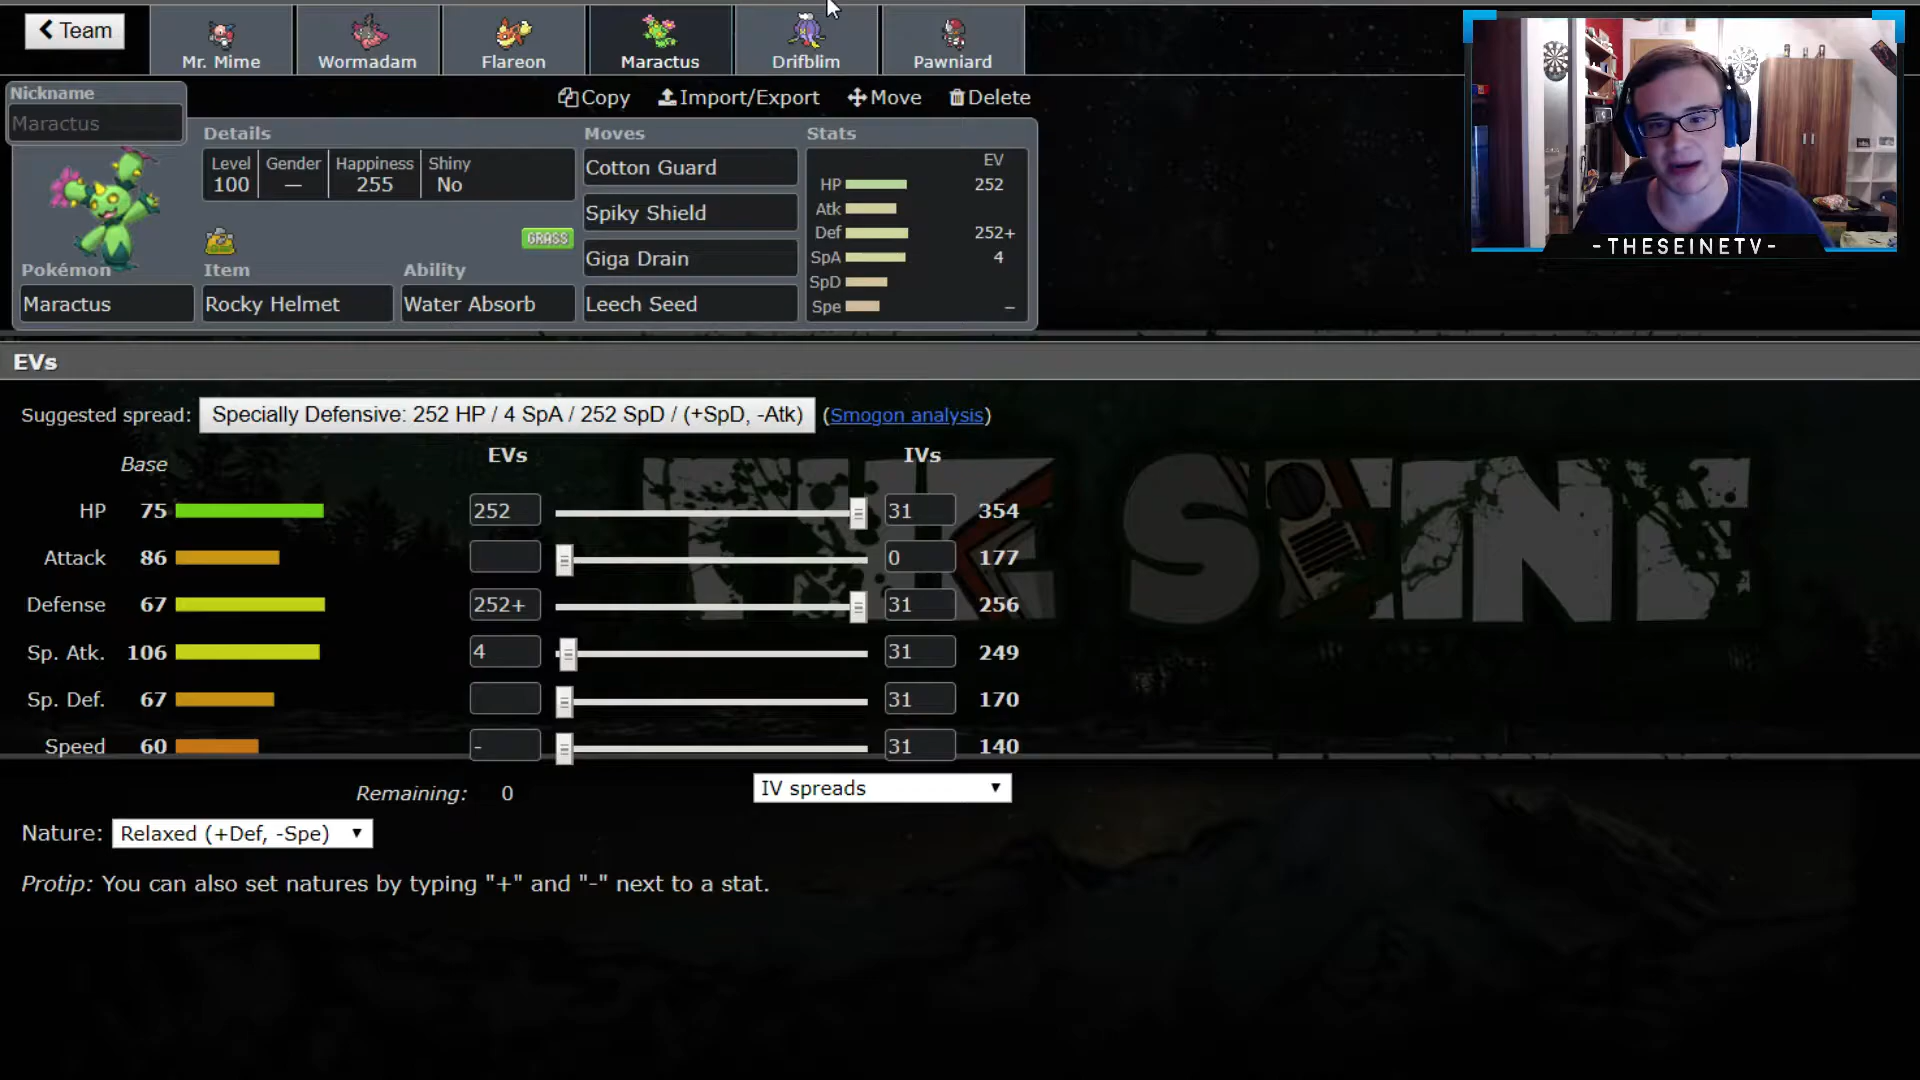 Team
Mr. Mime
Wormadam
Flareon
Maractus
Drifblim
Pawniard
Copy
Import/Export
Move
Delete
Nickname
Maractus
Details
Level
100
Gender
—
Happiness
255
Shiny
No
GRASS
Pokémon
Maractus
Item
Rocky Helmet
Ability
Water Absorb
Moves
Cotton Guard
Spiky Shield
Giga Drain
Leech Seed
Stats
EV
HP 252
Atk
Def 252+
SpA 4
SpD
Spe –
-THESEINETV-
EVs
Suggested spread: Specially Defensive: 252 HP / 4 SpA / 252 SpD / (+SpD, -Atk) (Smogon analysis)
Base EVs IVs
HP 75 252 31 354
Attack 86 0 177
Defense 67 252+ 31 256
Sp. Atk. 106 4 31 249
Sp. Def. 67 31 170
Speed 60 - 31 140
Remaining: 0
IV spreads
Nature: Relaxed (+Def, -Spe)
Protip: You can also set natures by typing "+" and "-" next to a stat.
THE SEINE